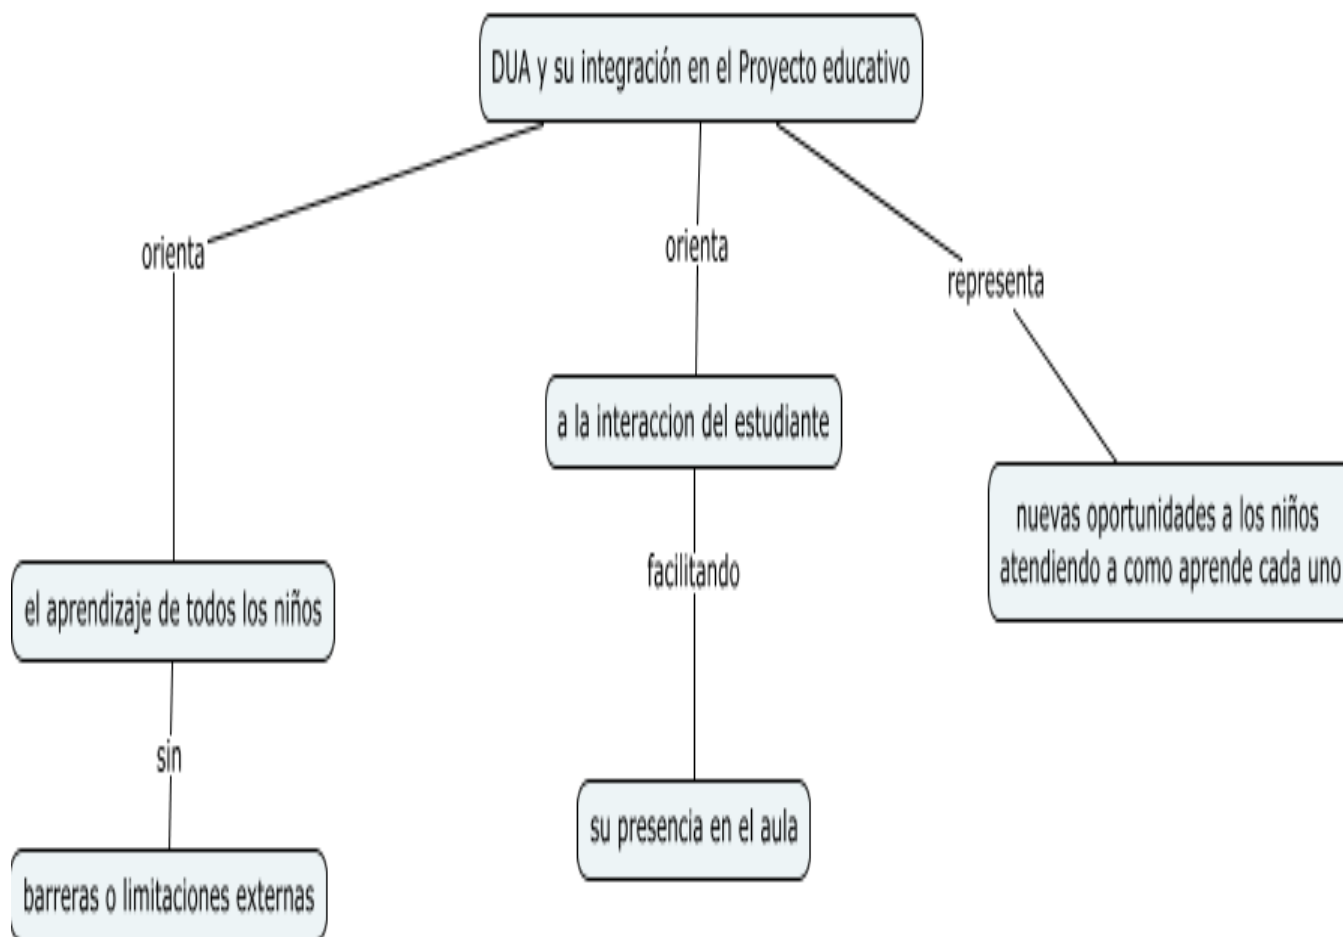 DUA y su integración en el Proyecto educativo
orienta
orienta
representa
a la interaccion del estudiante
nuevas oportunidades a los niños
atendiendo a como aprende cada uno
facilitando
el aprendizaje de todos los niños
sin
su presencia en el aula
barreras o limitaciones externas